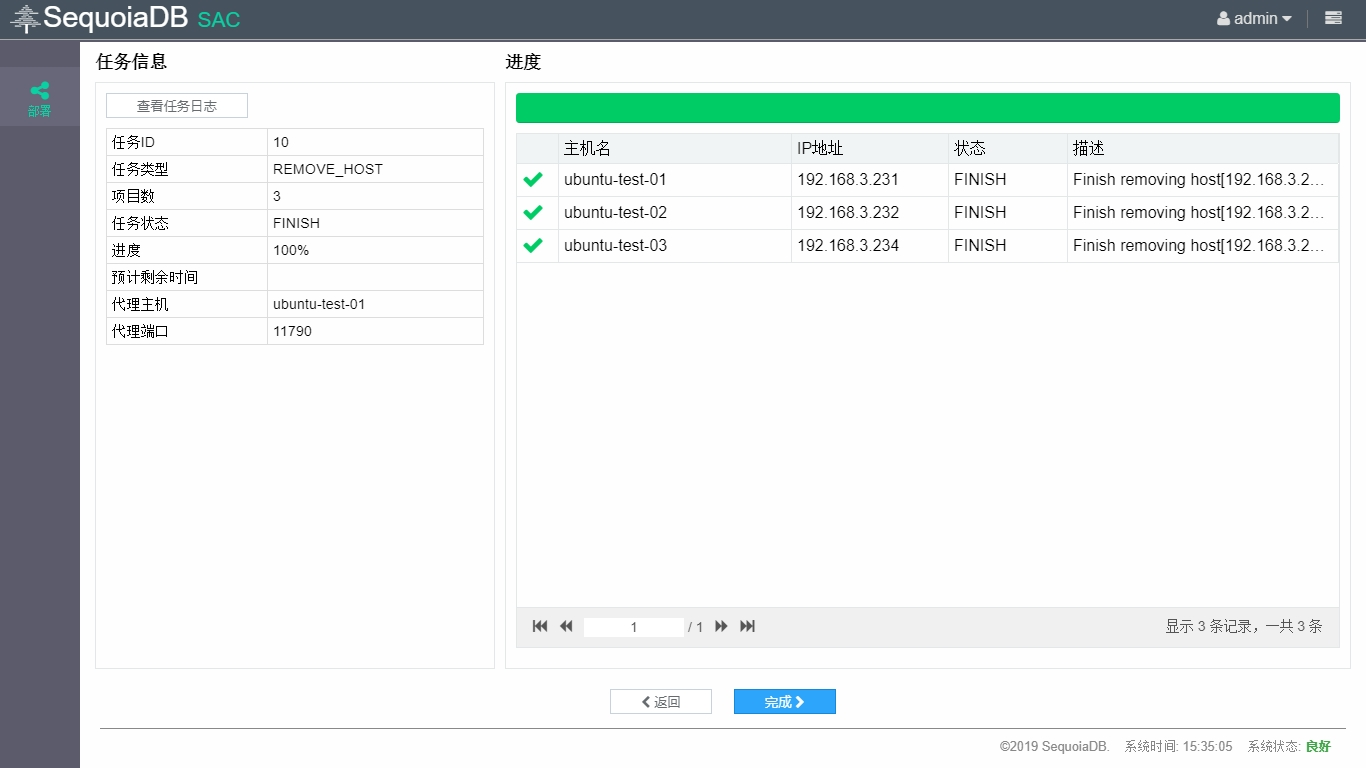 SequoiaDB SAC
admin
部署
任务信息
查看任务日志
任务ID 10
任务类型 REMOVE_HOST
项目数 3
任务状态 FINISH
进度 100%
预计剩余时间
代理主机 ubuntu-test-01
代理端口 11790
进度
主机名 IP地址 状态 描述
ubuntu-test-01 192.168.3.231 FINISH Finish removing host[192.168.3.2...
ubuntu-test-02 192.168.3.232 FINISH Finish removing host[192.168.3.2...
ubuntu-test-03 192.168.3.234 FINISH Finish removing host[192.168.3.2...
1 / 1 显示 3 条记录，一共 3 条
返回 完成
©2019 SequoiaDB. 系统时间: 15:35:05 系统状态: 良好